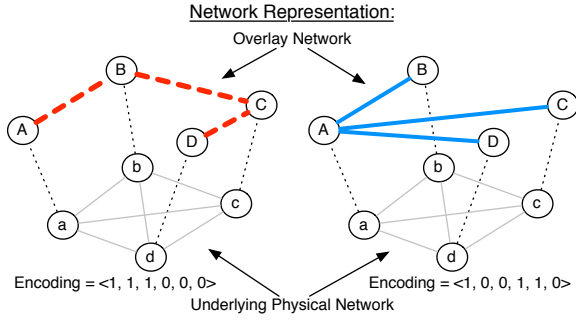 Network Representation:
Overlay Network
B
C
A
D
b
a
c
d
B
C
A
D
b
a
c
d
Encoding = <1, 1, 1, 0, 0, 0>
Encoding = <1, 0, 0, 1, 1, 0>
Underlying Physical Network